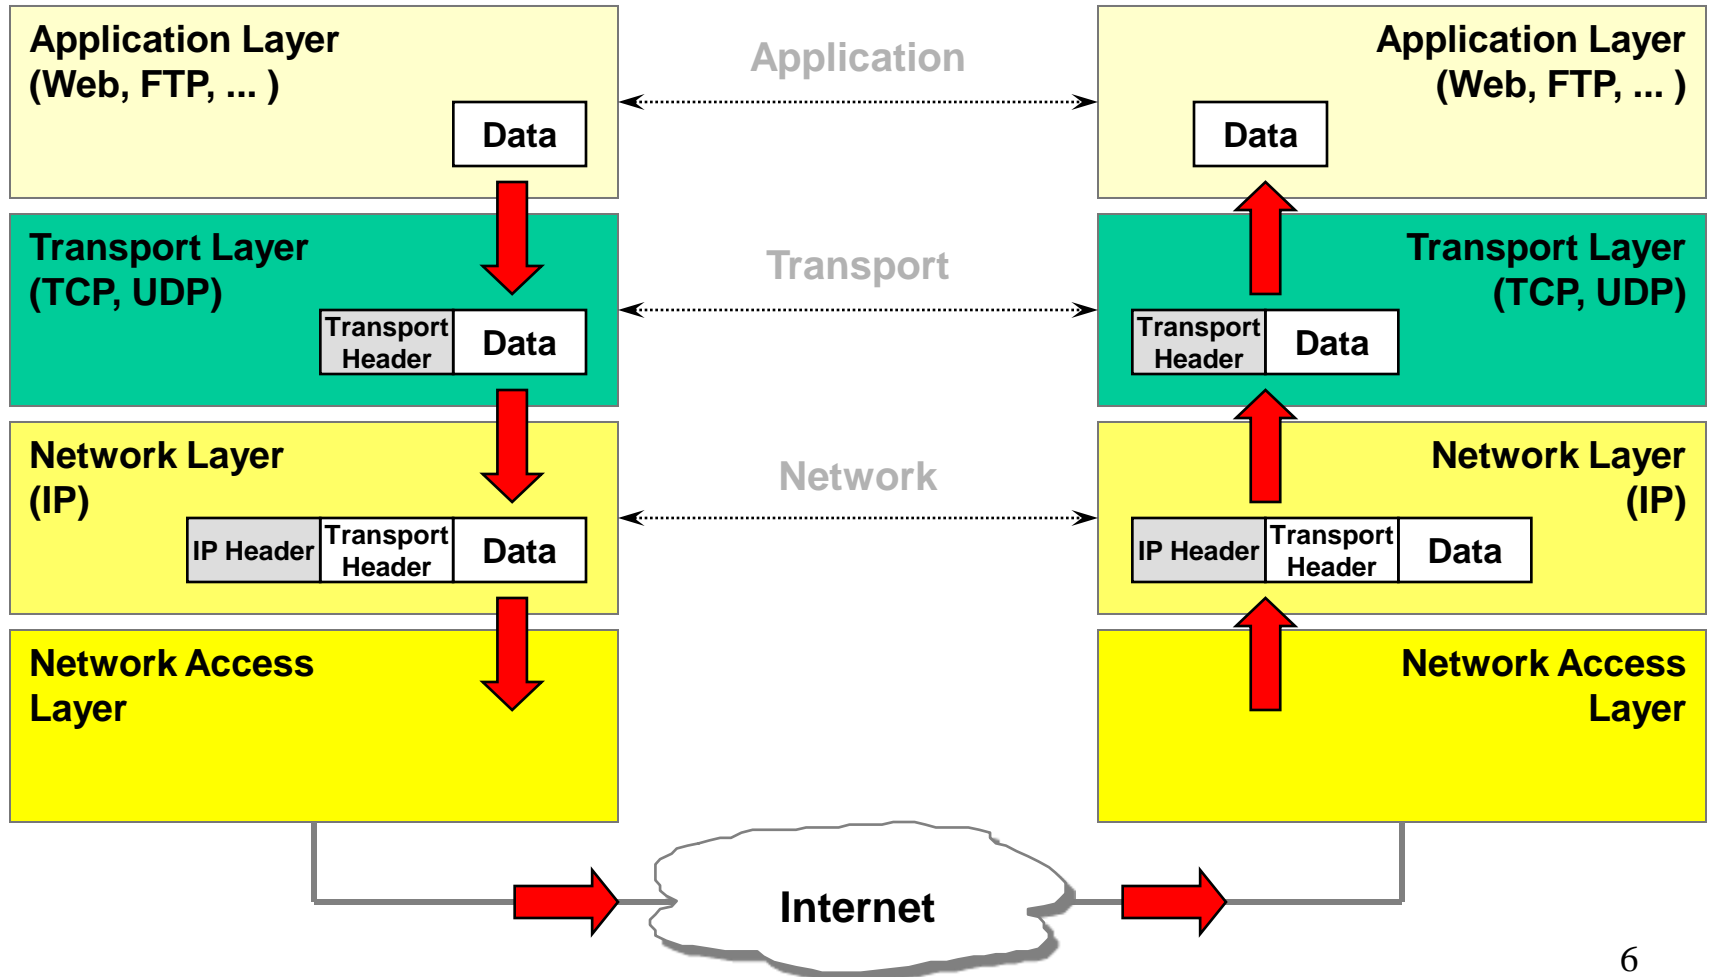 Application Layer
(Web, FTP, ... )
Data
Application
Application Layer
(Web, FTP, ... )
Data
Transport Layer
(TCP, UDP)
Transport
Header
Data
Transport
Transport Layer
(TCP, UDP)
Transport
Header
Data
Network Layer
(IP)
IP Header
Transport
Header
Data
Network
Network Layer
(IP)
IP Header
Transport
Header
Data
Network Access
Layer
Network Access
Layer
Internet
6